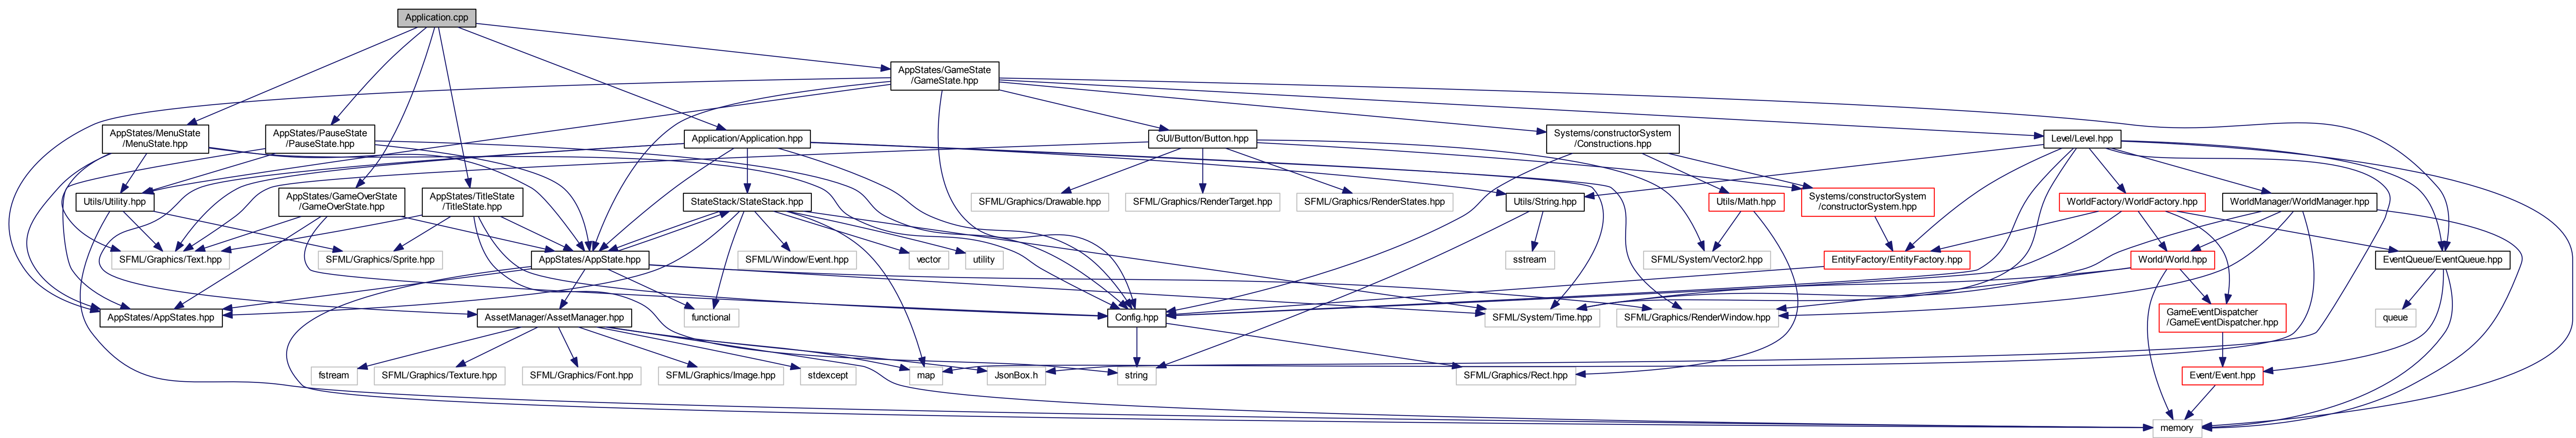 Application.cpp
AppStates/GameState
/GameState.hpp
AppStates/MenuState
/MenuState.hpp
AppStates/PauseState
/PauseState.hpp
Application/Application.hpp
GUI/Button/Button.hpp
Systems/constructorSystem
/Constructions.hpp
Level/Level.hpp
Utils/Utility.hpp
AppStates/GameOverState
/GameOverState.hpp
AppStates/TitleState
/TitleState.hpp
StateStack/StateStack.hpp
SFML/Graphics/Drawable.hpp
SFML/Graphics/RenderTarget.hpp
SFML/Graphics/RenderStates.hpp
Utils/String.hpp
Utils/Math.hpp
Systems/constructorSystem
/constructorSystem.hpp
WorldFactory/WorldFactory.hpp
WorldManager/WorldManager.hpp
SFML/Graphics/Text.hpp
SFML/Graphics/Sprite.hpp
AppStates/AppState.hpp
SFML/Window/Event.hpp
vector
utility
sstream
SFML/System/Vector2.hpp
EntityFactory/EntityFactory.hpp
World/World.hpp
EventQueue/EventQueue.hpp
AppStates/AppStates.hpp
AssetManager/AssetManager.hpp
functional
Config.hpp
SFML/System/Time.hpp
SFML/Graphics/RenderWindow.hpp
GameEventDispatcher
/GameEventDispatcher.hpp
queue
fstream
SFML/Graphics/Texture.hpp
SFML/Graphics/Font.hpp
SFML/Graphics/Image.hpp
stdexcept
map
JsonBox.h
string
SFML/Graphics/Rect.hpp
Event/Event.hpp
memory